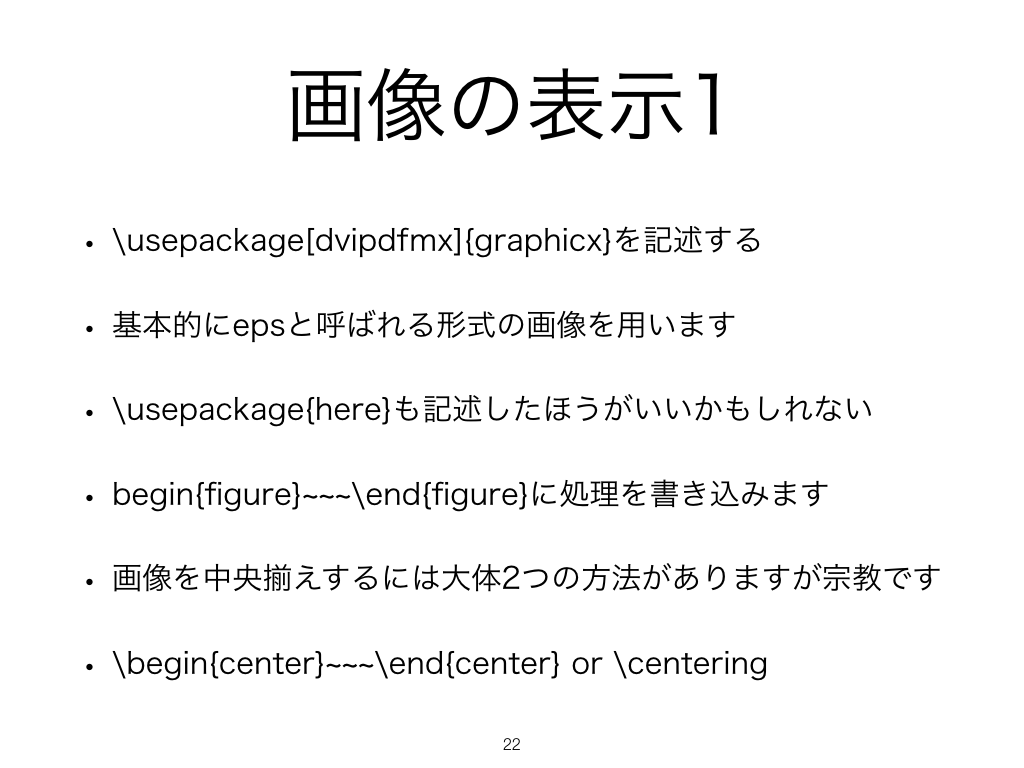 画像の表示1
・ \usepackage[dvipdfmx]{graphicx}を記述する
・ 基本的にepsと呼ばれる形式の画像を用います
・ \usepackage{here}も記述したほうがいいかもしれない
・ begin{figure}~~~\end{figure}に処理を書き込みます
・ 画像を中央揃えするには大体2つの方法がありますが宗教です
・ \begin{center}~~~\end{center} or \centering
22